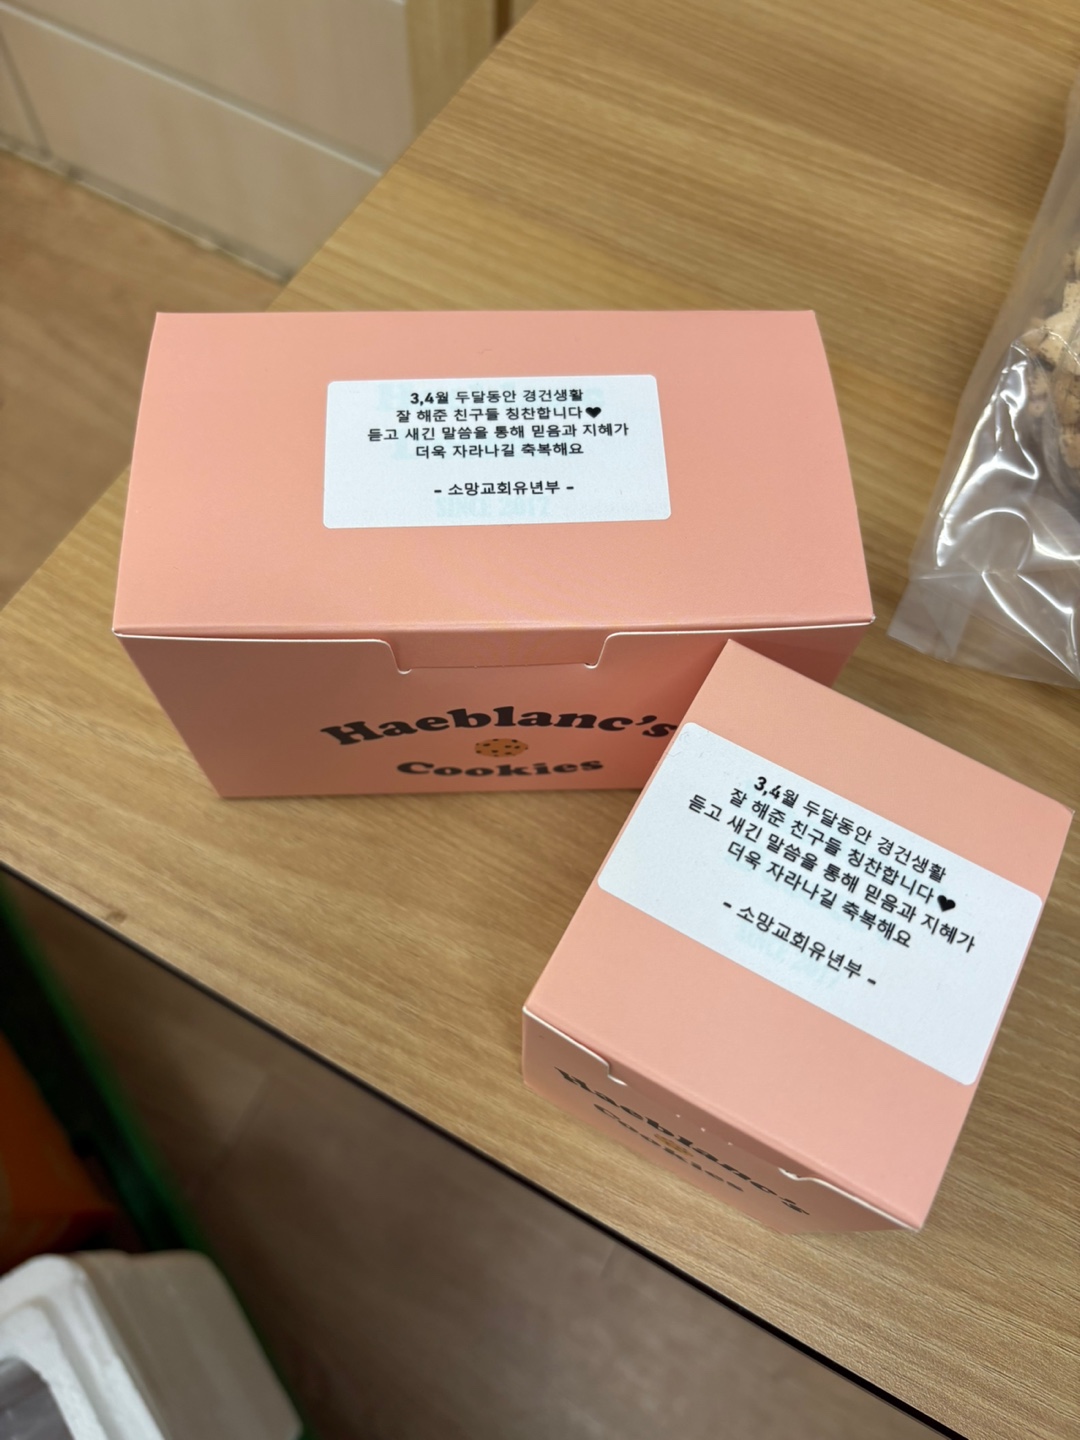 3,4월 두달동안 경건생활
잘 해준 친구들 칭찬합니다♥
듣고 새긴 말씀을 통해 믿음과 지혜가
더욱 자라나길 축복해요
- 소망교회유년부 -
SINCE 2017
Haeblanc's
Cookies
3,4월 두달동안 경건생활
잘 해준 친구들 칭찬합니다♥
듣고 새긴 말씀을 통해 믿음과 지혜가
더욱 자라나길 축복해요
- 소망교회유년부 -
Haeblanc's
Cookies